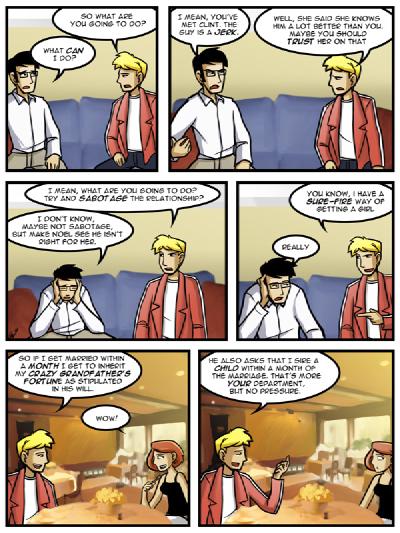 SO WHAT ARE
YOU GOING TO DO?
WHAT CAN
I DO?
I MEAN, YOU'VE
MET CLINT. THE
GUY IS A JERK.
WELL, SHE SAID SHE KNOWS
HIM A LOT BETTER THAN YOU.
MAYBE YOU SHOULD
TRUST HER ON THAT
I MEAN, WHAT ARE YOU GOING TO DO?
TRY AND SABOTAGE THE RELATIONSHIP?
I DON'T KNOW,
MAYBE NOT SABOTAGE,
BUT MAKE NOEL SEE HE ISN'T
RIGHT FOR HER.
YOU KNOW, I HAVE A
SURE-FIRE WAY OF
GETTING A GIRL
REALLY
SO IF I GET MARRIED WITHIN
A MONTH I GET TO INHERIT
MY CRAZY GRANDFATHER'S
FORTUNE AS STIPULATED
IN HIS WILL.
WOW!
HE ALSO ASKS THAT I SIRE A
CHILD WITHIN A MONTH OF
THE MARRIAGE. THAT'S MORE
YOUR DEPARTMENT,
BUT NO PRESSURE.